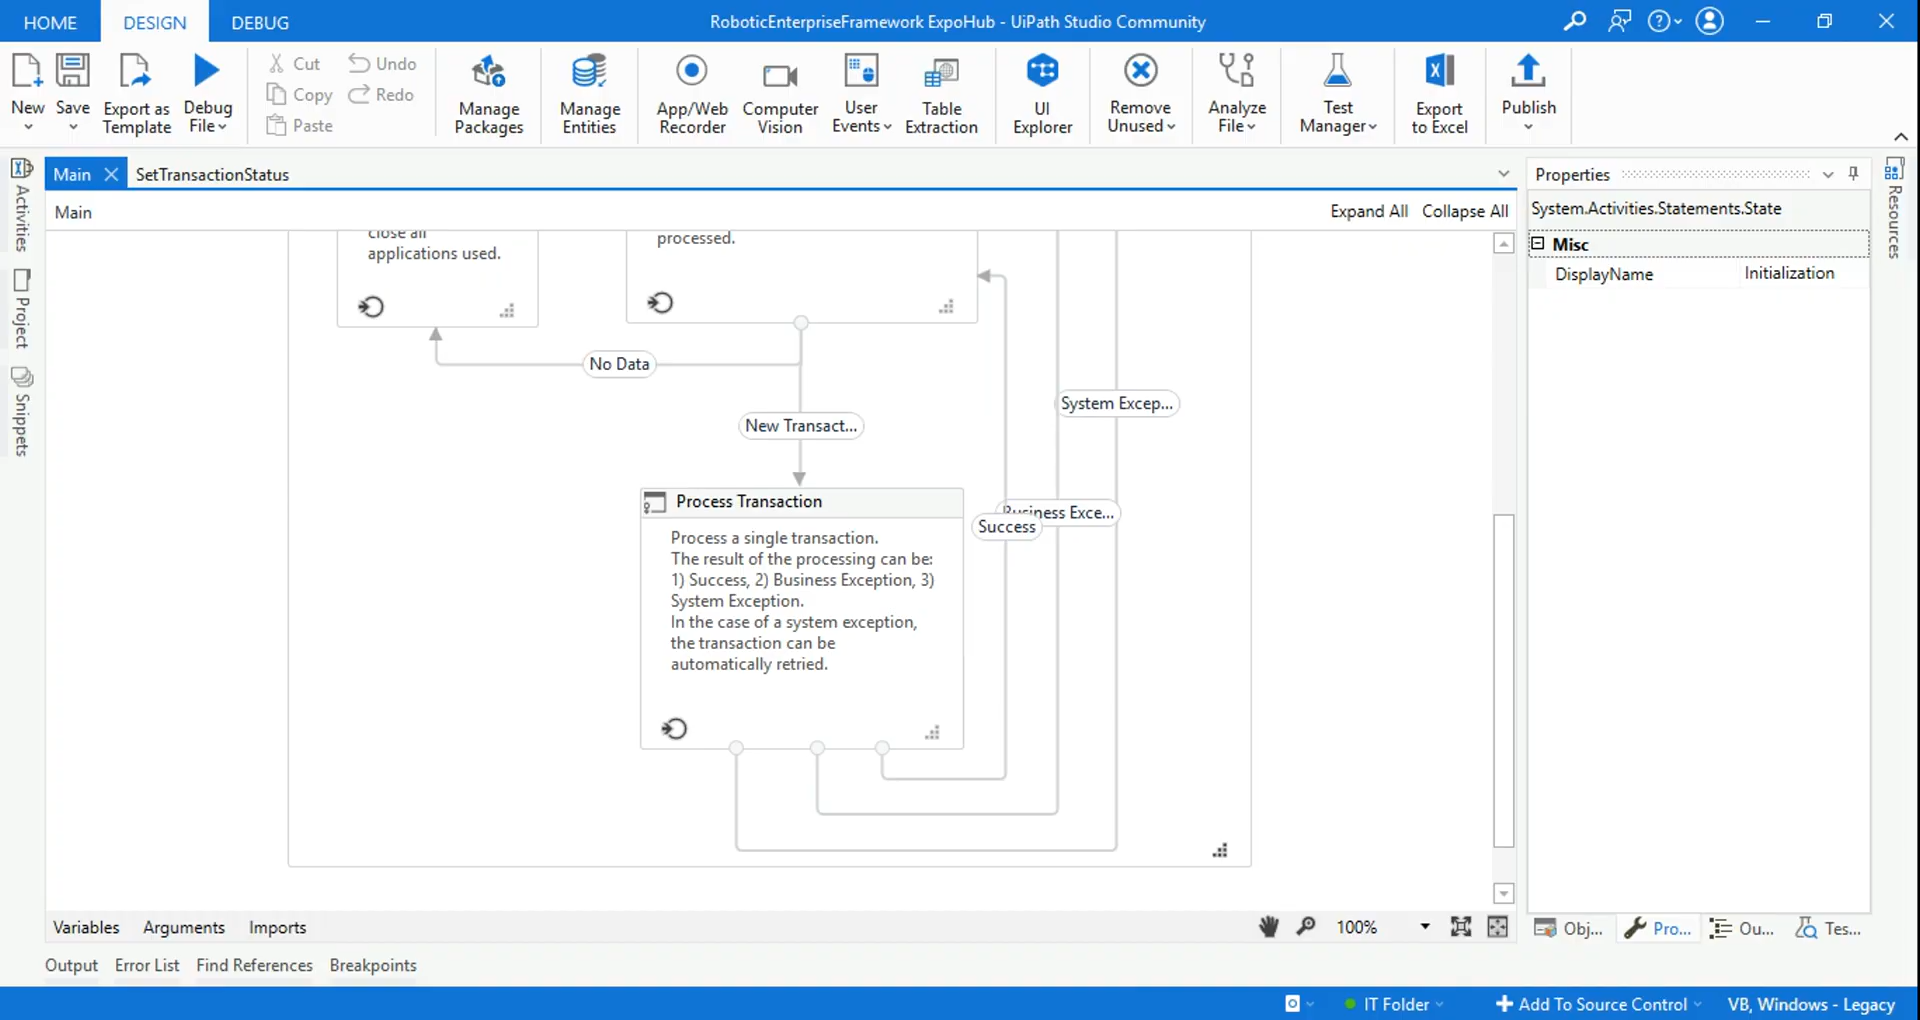 HOME DESIGN DEBUG RoboticEnterpriseFramework ExpoHub - UiPath Studio Community
New Save Export as Template Debug File Cut Copy Paste Undo Redo Manage Packages Manage Entities App/Web Recorder Computer Vision User Events Table Extraction UI Explorer Remove Unused Analyze File Test Manager Export to Excel Publish
Activities
Project
Snippets
Main SetTransactionStatus
Main Expand All Collapse All
close all
applications used.
processed.
No Data
New Transact...
System Excep...
Business Exce...
Success
Process Transaction
Process a single transaction.
The result of the processing can be:
1) Success, 2) Business Exception, 3)
System Exception.
In the case of a system exception,
the transaction can be
automatically retried.
Properties
System.Activities.Statements.State
Misc
DisplayName Initialization
Resources
Variables Arguments Imports 100%
Obj... Pro... Ou... Tes...
Output Error List Find References Breakpoints
IT Folder Add To Source Control VB, Windows - Legacy